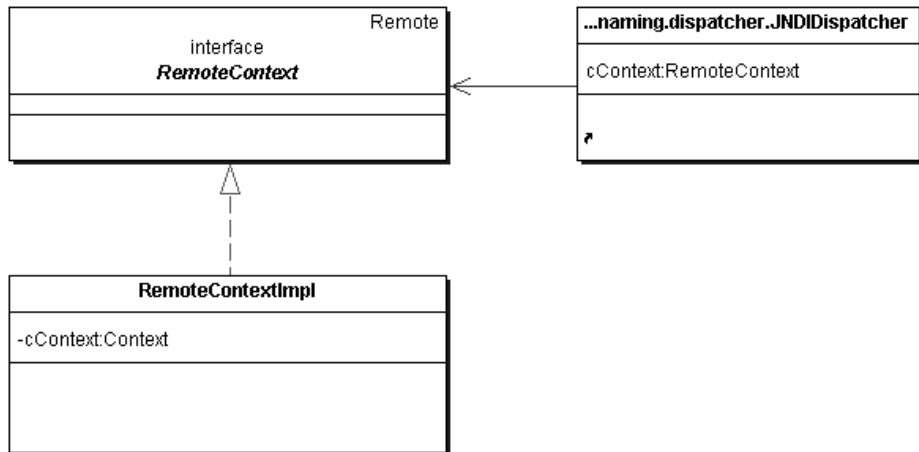 Remote
interface
RemoteContext
...naming.dispatcher.JNDIDispatcher
cContext:RemoteContext
RemoteContextImpl
-cContext:Context